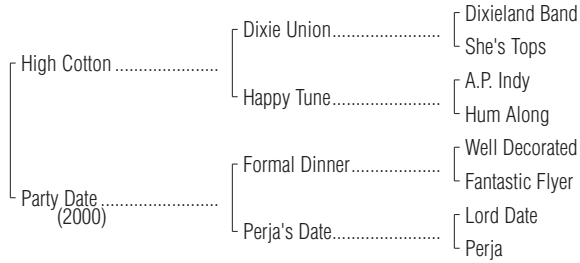 Dixieland Band
Dixie Union....................
She's Tops
High Cotton ....................
A.P. Indy
Happy Tune....................
Hum Along
Well Decorated
Formal Dinner.................
Fantastic Flyer
Party Date......................
(2000)
Lord Date
Perja's Date....................
Perja